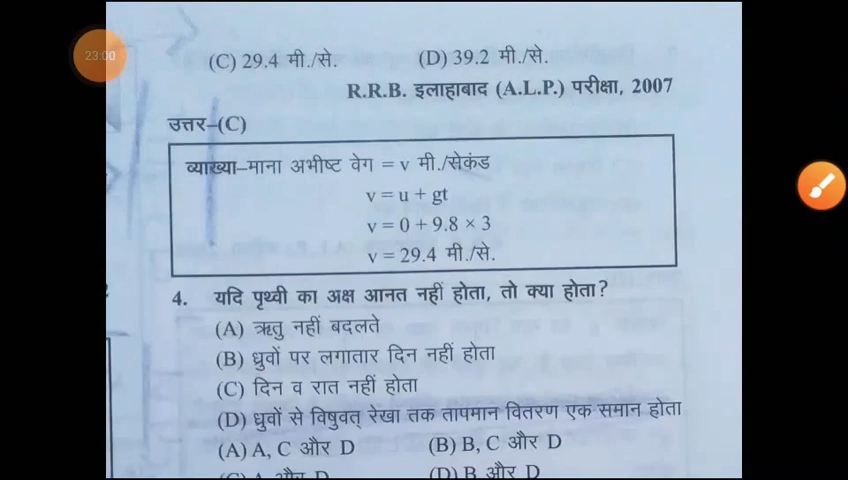 23:00
(C) 29.4 मी./से. (D) 39.2 मी./से.
R.R.B. इलाहाबाद (A.L.P.) परीक्षा, 2007
उत्तर–(C)
व्याख्या–माना अभीष्ट वेग = v मी./सेकंड
v = u + gt
v = 0 + 9.8 × 3
v = 29.4 मी./से.
4. यदि पृथ्वी का अक्ष आनत नहीं होता, तो क्या होता?
(A) ऋतु नहीं बदलते
(B) ध्रुवों पर लगातार दिन नहीं होता
(C) दिन व रात नहीं होता
(D) ध्रुवों से विषुवत् रेखा तक तापमान वितरण एक समान होता
(A) A, C और D (B) B, C और D
(C) A और D (D) B और D